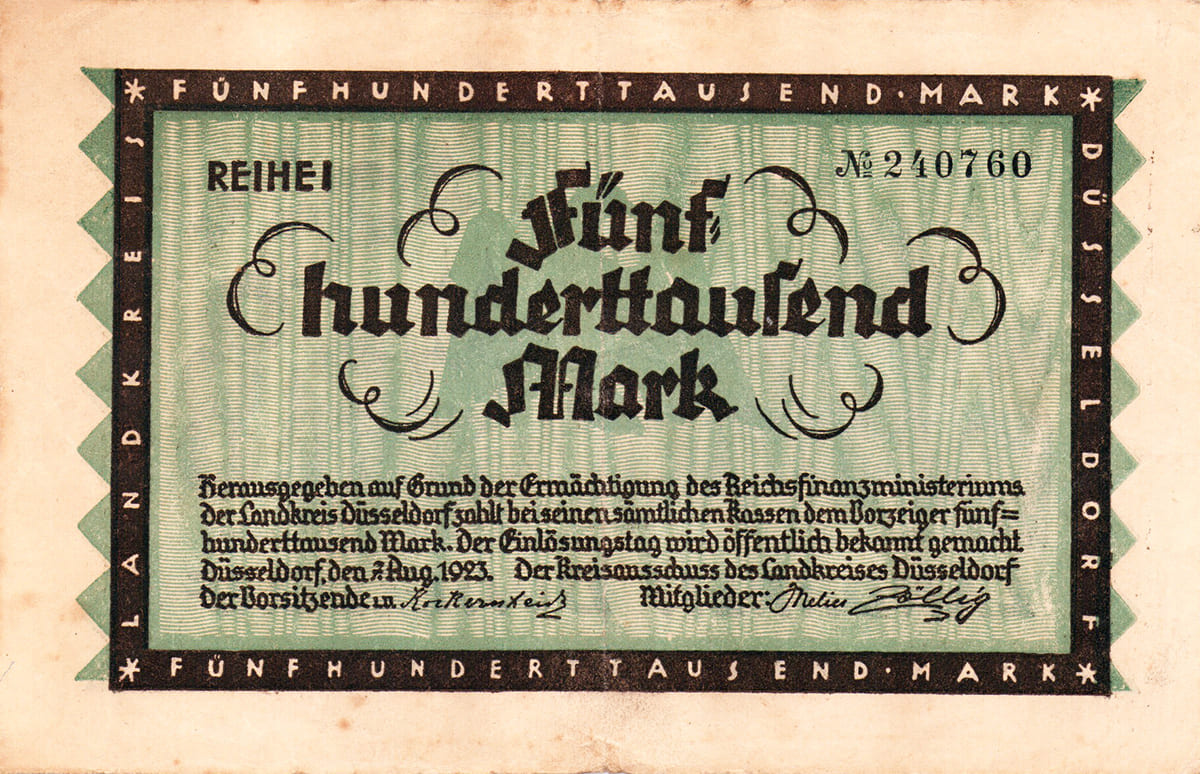 * FÜNFHUNDERTTAUSEND·MARK *
LANDKREIS
DÜSSELDORF
REIHE I
№ 240760
Fünf-
hunderttausend
Mark
Herausgegeben auf Grund der Ermächtigung des Reichsfinanzministeriums
der Landkreis Düsseldorf zahlt bei seinen sämtlichen Kassen dem Vorzeiger fünf=
hunderttausend Mark. Der Einlösungstag wird öffentlich bekannt gemacht
Düsseldorf, den Aug. 1923. Der Kreisausschuss des Landkreises Düsseldorf
Der Vorsitzende Mitglieder:
* FÜNFHUNDERTTAUSEND·MARK *